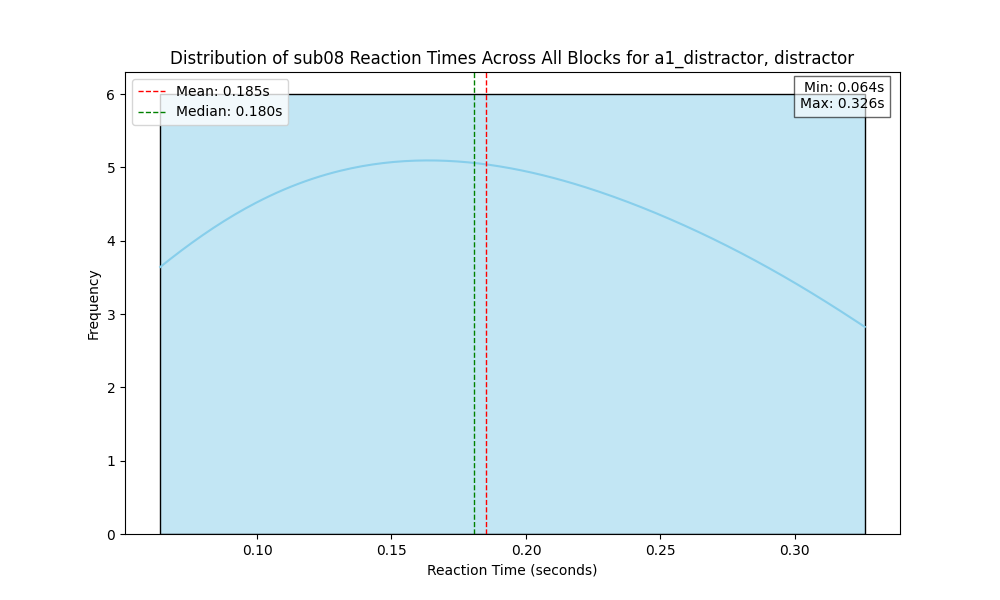 Distribution of sub08 Reaction Times Across All Blocks for a1_distractor, distractor
Mean: 0.185s
Median: 0.180s
Min: 0.064s
Max: 0.326s
6
5
4
3
2
1
0
Frequency
0.10 0.15 0.20 0.25 0.30
Reaction Time (seconds)